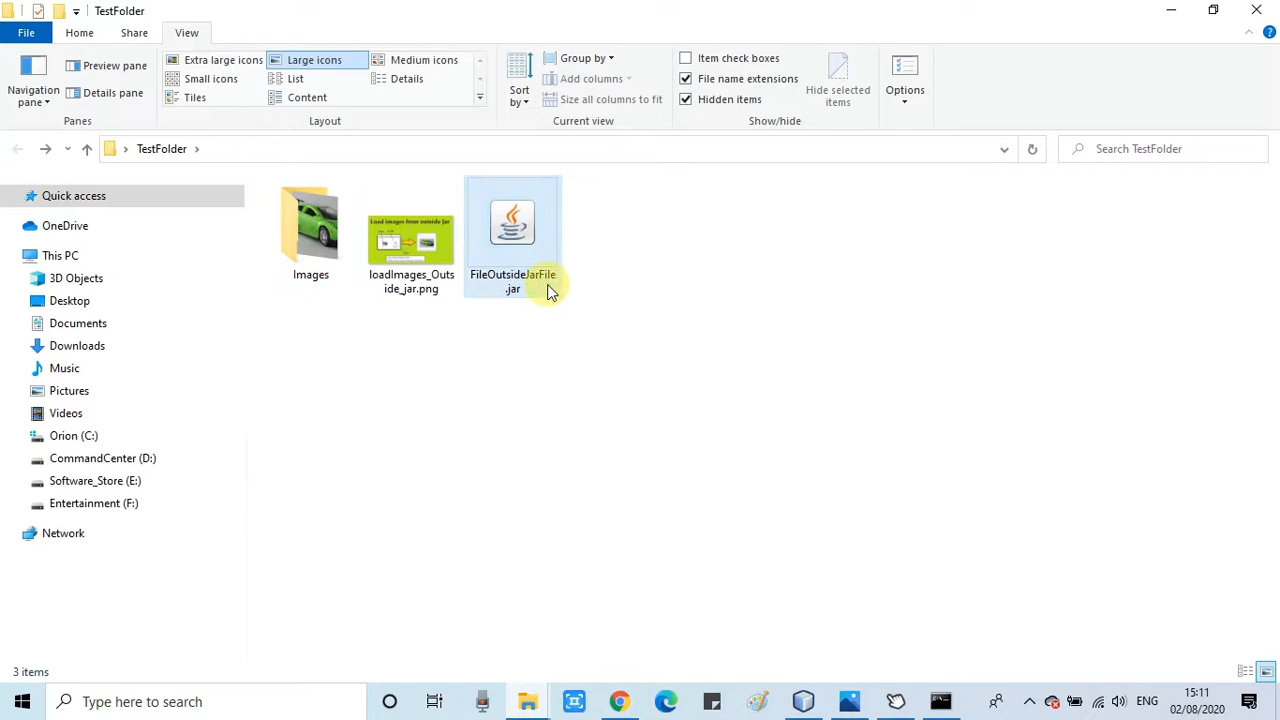 TestFolder
File Home Share View
Navigation pane
Preview pane
Details pane
Panes
Extra large icons Large icons Medium icons
Small icons List Details
Tiles Content
Layout
Sort by
Group by
Add columns
Size all columns to fit
Current view
Item check boxes
File name extensions
Hidden items
Hide selected items
Show/hide
Options
TestFolder
Search TestFolder
Quick access
OneDrive
This PC
3D Objects
Desktop
Documents
Downloads
Music
Pictures
Videos
Orion (C:)
CommandCenter (D:)
Software_Store (E:)
Entertainment (F:)
Network
Load images from outside Jar
Images
loadImages_Outs
ide_jar.png
FileOutsideJarFile
.jar
3 items
Type here to search
ENG
15:11
02/08/2020